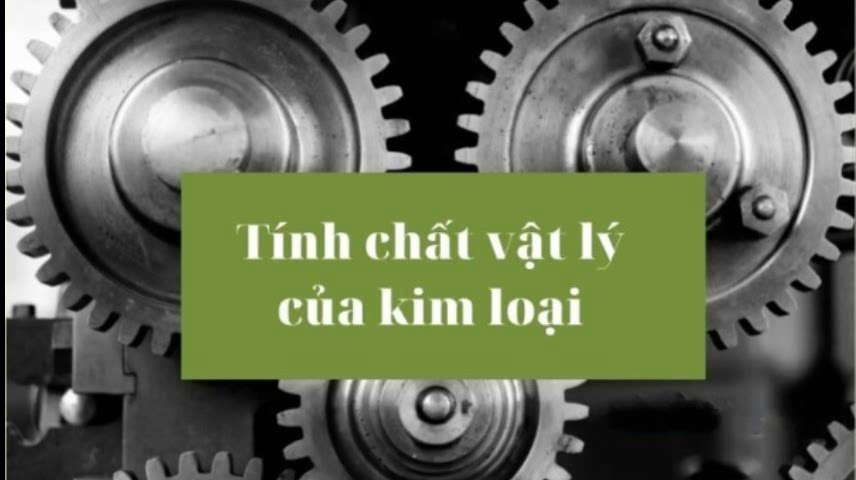 Tính chất vật lý
của kim loại